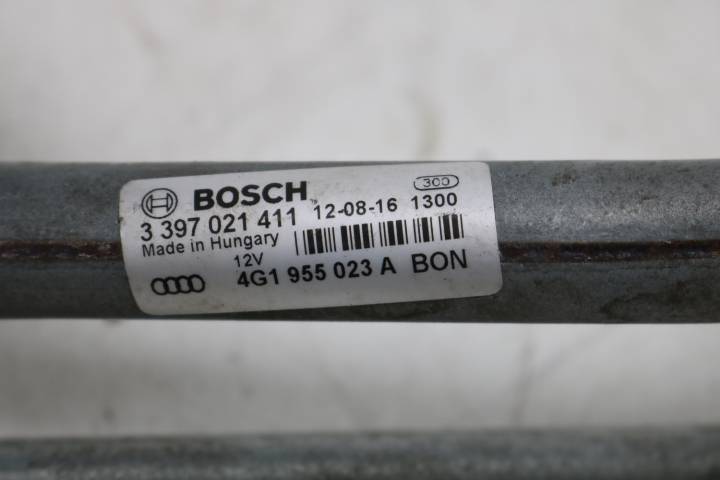 BOSCH 300
3 397 021 411 12-08-16 1300
Made in Hungary
12V
4G1 955 023 A BON